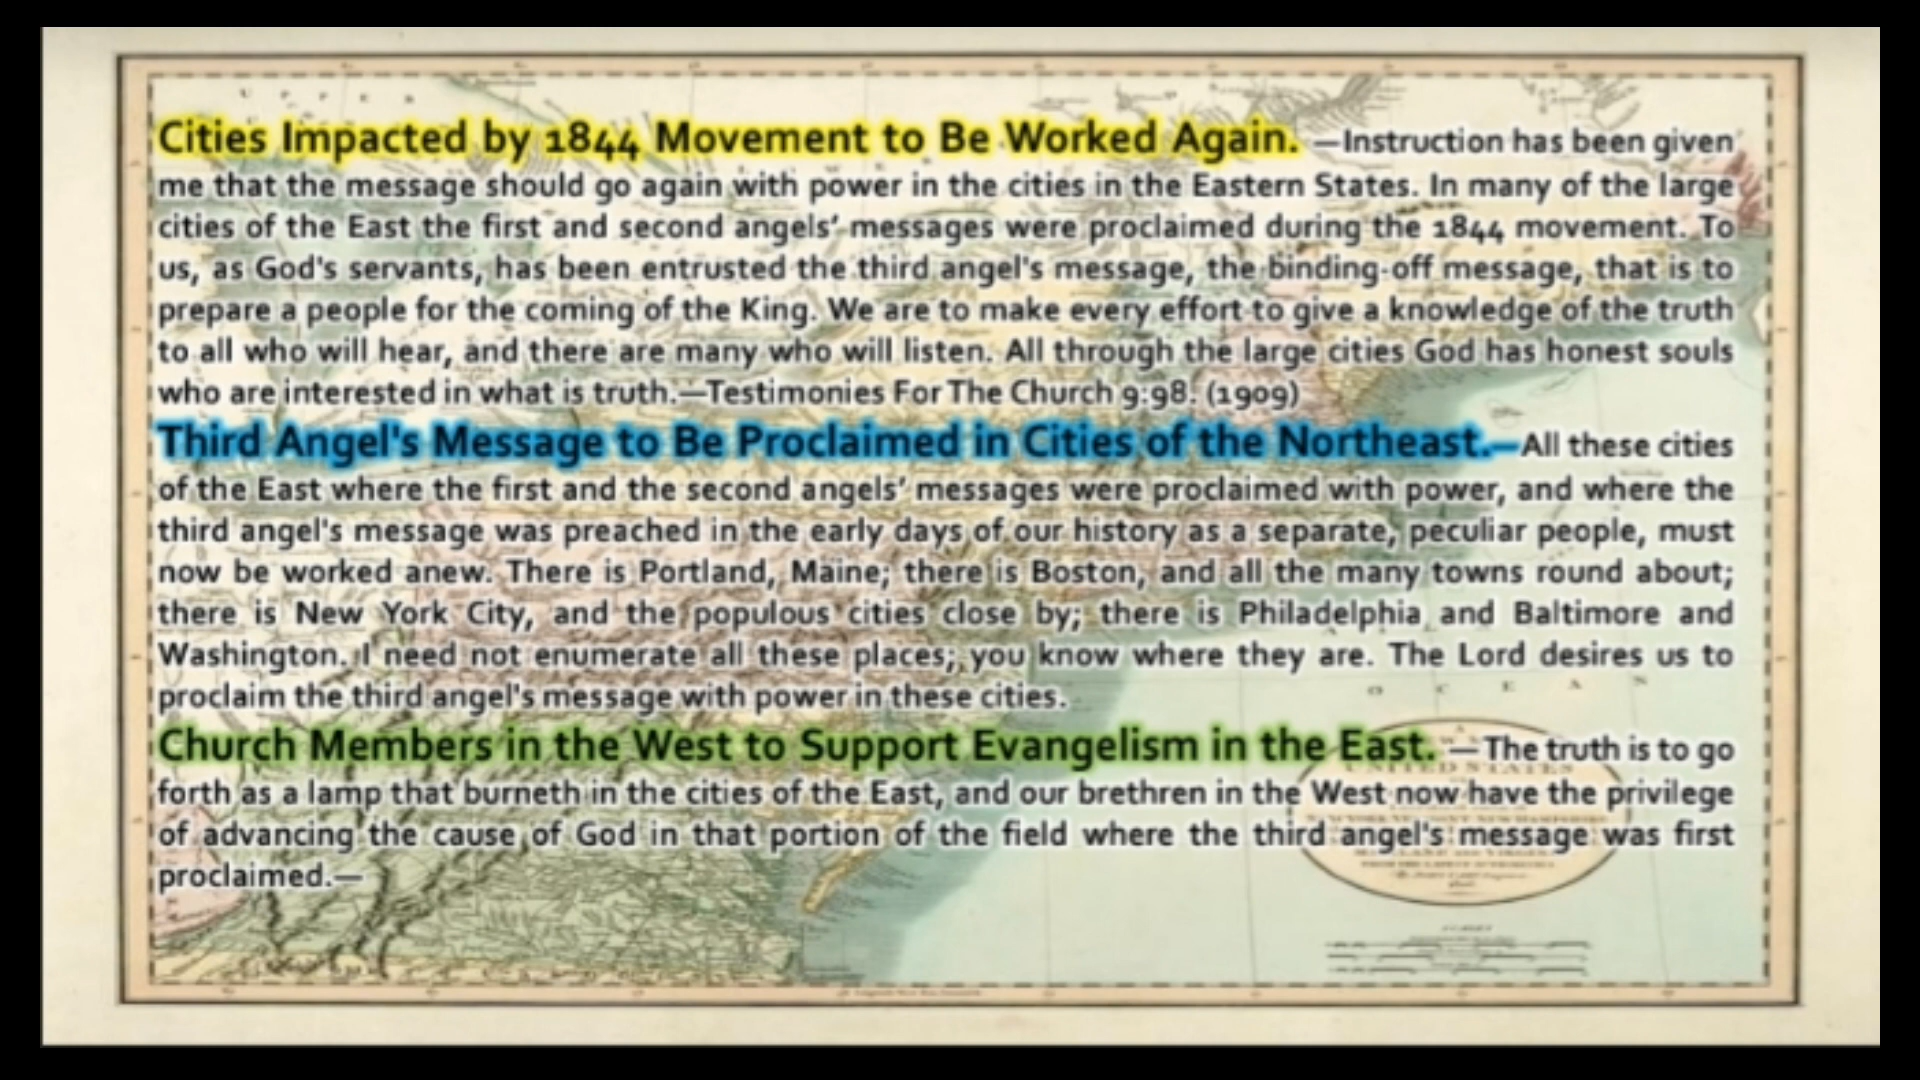 Cities Impacted by 1844 Movement to Be Worked Again. —Instruction has been given
me that the message should go again with power in the cities in the Eastern States. In many of the large
cities of the East the first and second angels’ messages were proclaimed during the 1844 movement. To
us, as God's servants, has been entrusted the third angel's message, the binding-off message, that is to
prepare a people for the coming of the King. We are to make every effort to give a knowledge of the truth
to all who will hear, and there are many who will listen. All through the large cities God has honest souls
who are interested in what is truth.—Testimonies For The Church 9:98. (1909)
Third Angel's Message to Be Proclaimed in Cities of the Northeast.—All these cities
of the East where the first and the second angels’ messages were proclaimed with power, and where the
third angel's message was preached in the early days of our history as a separate, peculiar people, must
now be worked anew. There is Portland, Maine; there is Boston, and all the many towns round about;
there is New York City, and the populous cities close by; there is Philadelphia and Baltimore and
Washington. I need not enumerate all these places; you know where they are. The Lord desires us to
proclaim the third angel's message with power in these cities.
O C E A N
Church Members in the West to Support Evangelism in the East. —The truth is to go
UNITED STATES
forth as a lamp that burneth in the cities of the East, and our brethren in the West now have the privilege
of advancing the cause of God in that portion of the field where the third angel's message was first
proclaimed.—